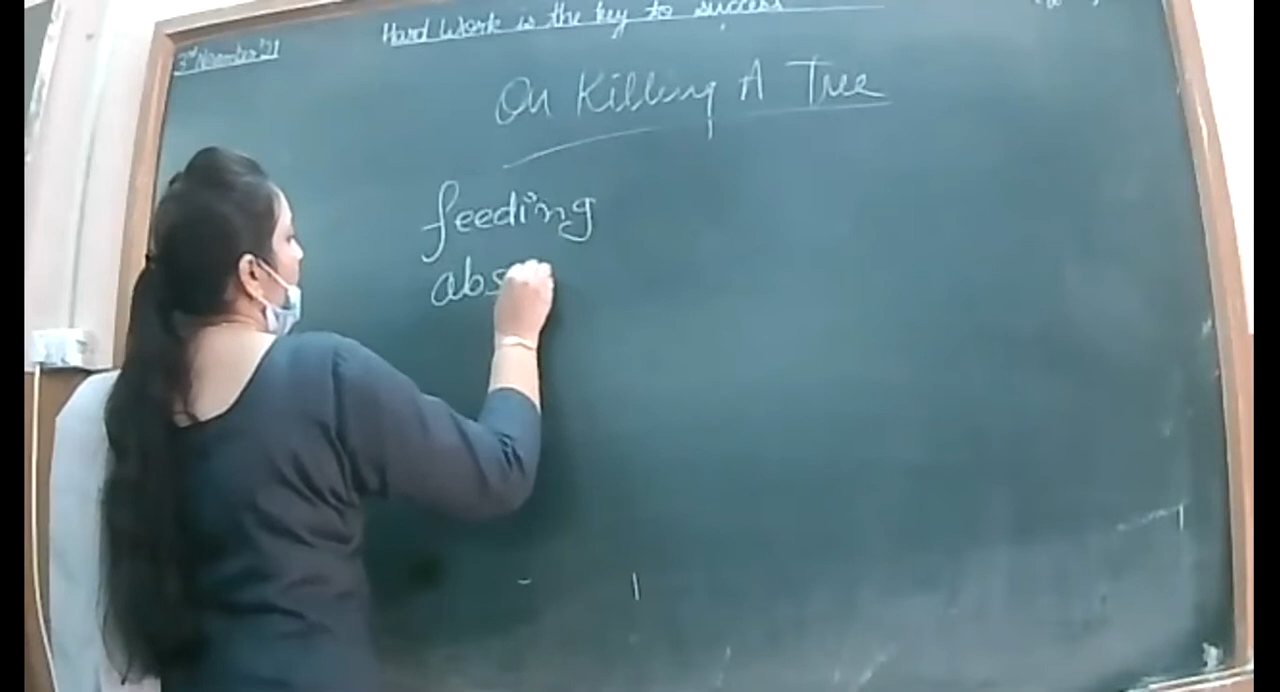 Hard Work is the key to success
3rd November '21
On Killing A Tree
feeding
abs